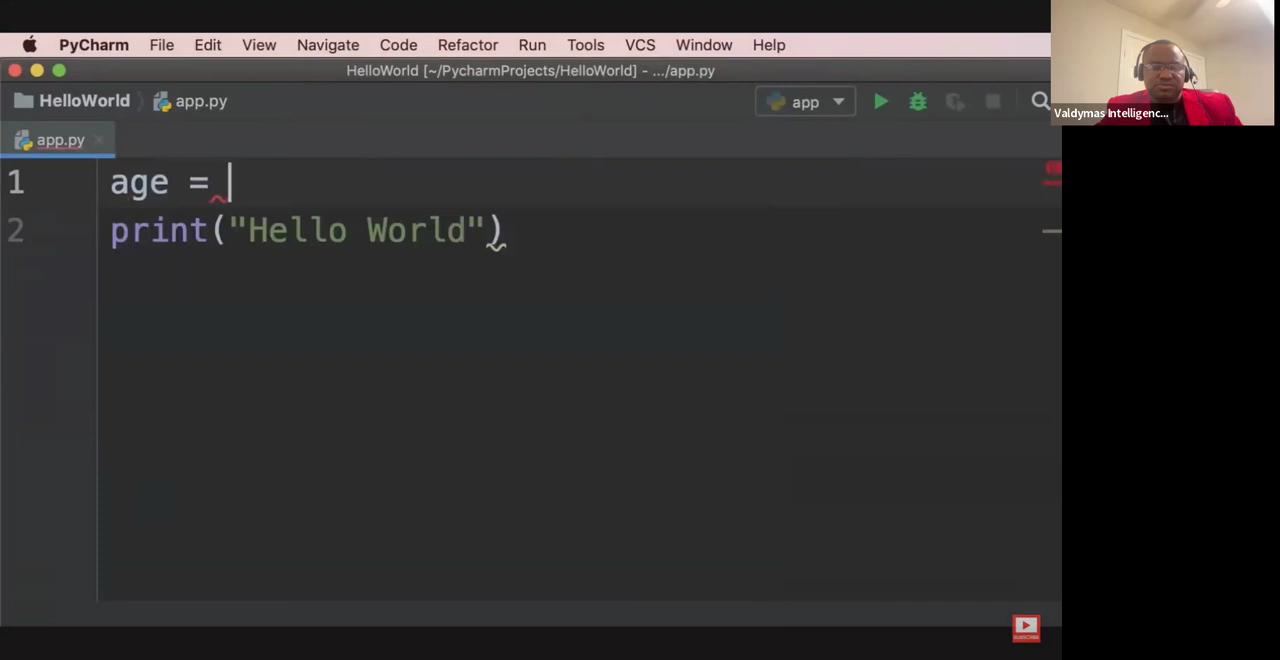 PyCharm File Edit View Navigate Code Refactor Run Tools VCS Window Help
HelloWorld [~/PycharmProjects/HelloWorld] - .../app.py
HelloWorld app.py app
Valdymas Intelligenc...
app.py
1 age =
2 print("Hello World")
SUBSCRIBE